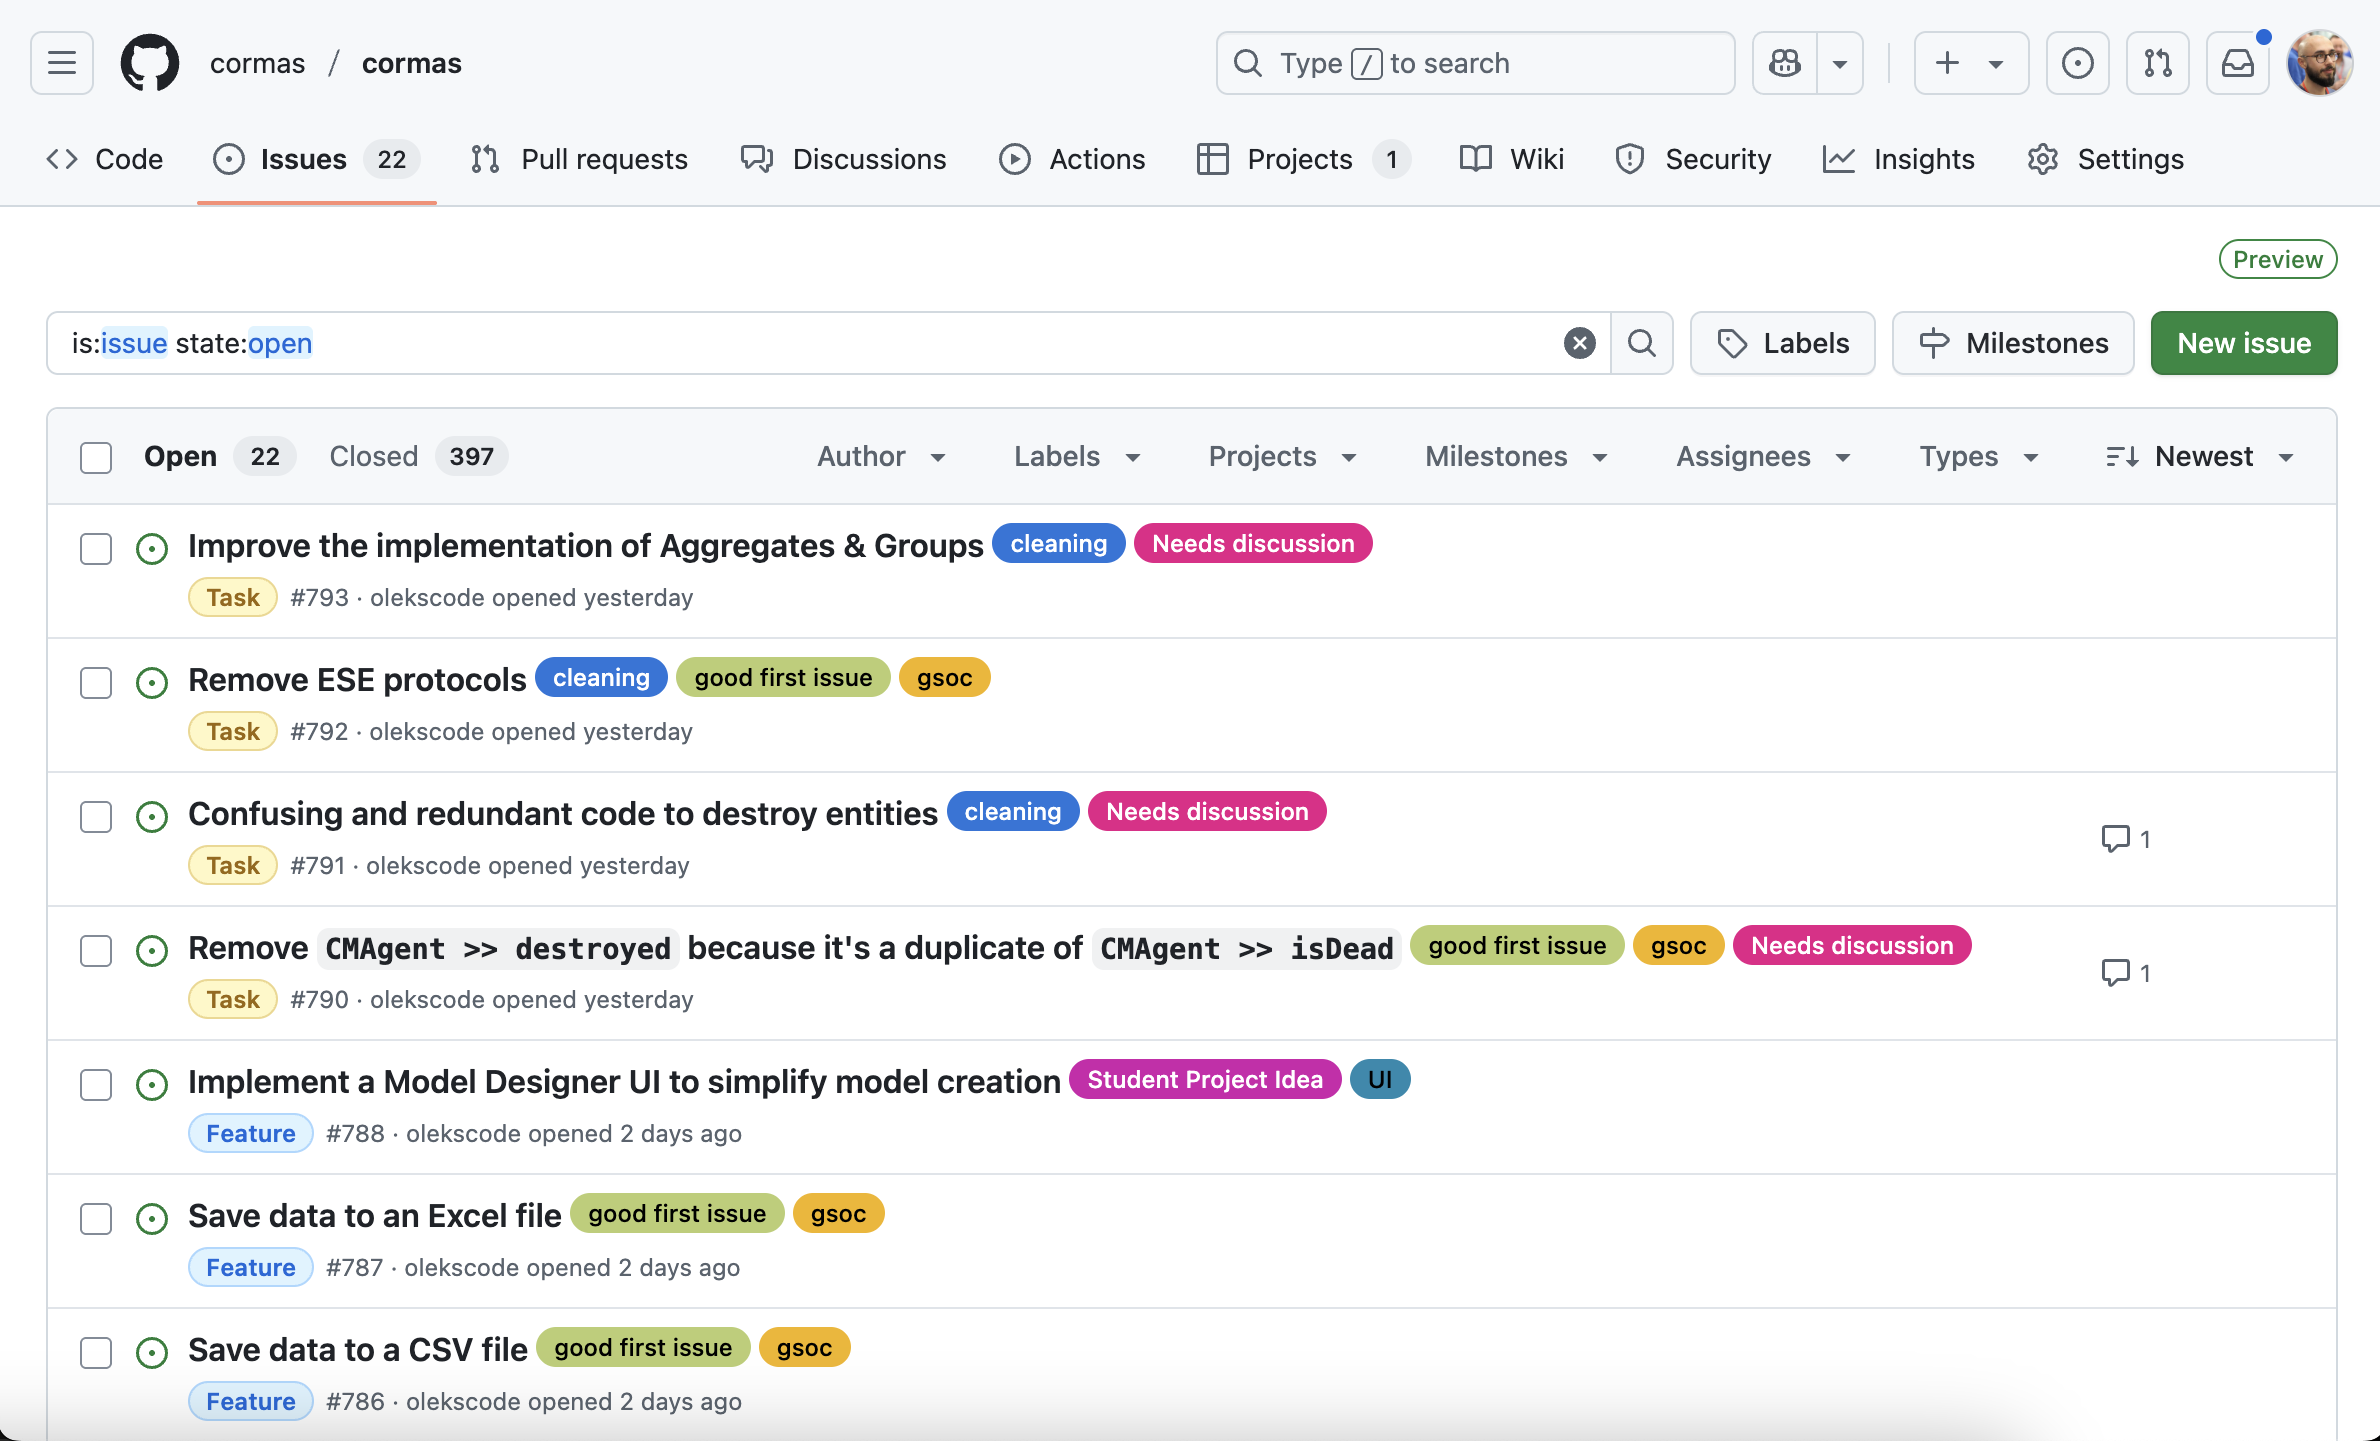 cormas / cormas
Type / to search
Code Issues 22 Pull requests Discussions Actions Projects 1 Wiki Security Insights Settings
Preview
is:issue state:open Labels Milestones New issue
Open 22 Closed 397 Author Labels Projects Milestones Assignees Types Newest
Improve the implementation of Aggregates & Groups cleaning Needs discussion
Task #793 · olekscode opened yesterday
Remove ESE protocols cleaning good first issue gsoc
Task #792 · olekscode opened yesterday
Confusing and redundant code to destroy entities cleaning Needs discussion
1
Task #791 · olekscode opened yesterday
Remove CMAgent >> destroyed because it's a duplicate of CMAgent >> isDead good first issue gsoc Needs discussion
1
Task #790 · olekscode opened yesterday
Implement a Model Designer UI to simplify model creation Student Project Idea UI
Feature #788 · olekscode opened 2 days ago
Save data to an Excel file good first issue gsoc
Feature #787 · olekscode opened 2 days ago
Save data to a CSV file good first issue gsoc
Feature #786 · olekscode opened 2 days ago